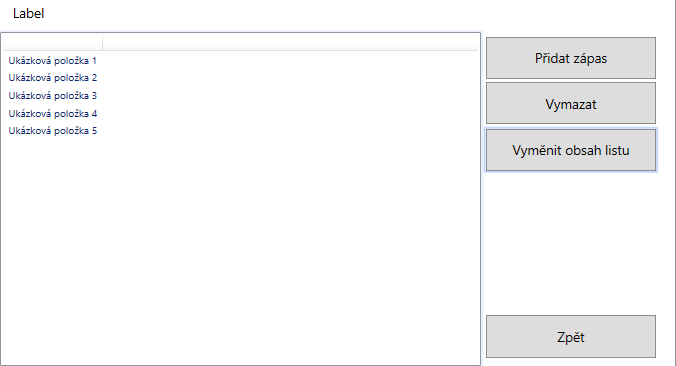 Label
Ukázková položka 1
Ukázková položka 2
Ukázková položka 3
Ukázková položka 4
Ukázková položka 5
Přidat zápas
Vymazat
Vyměnit obsah listu
Zpět